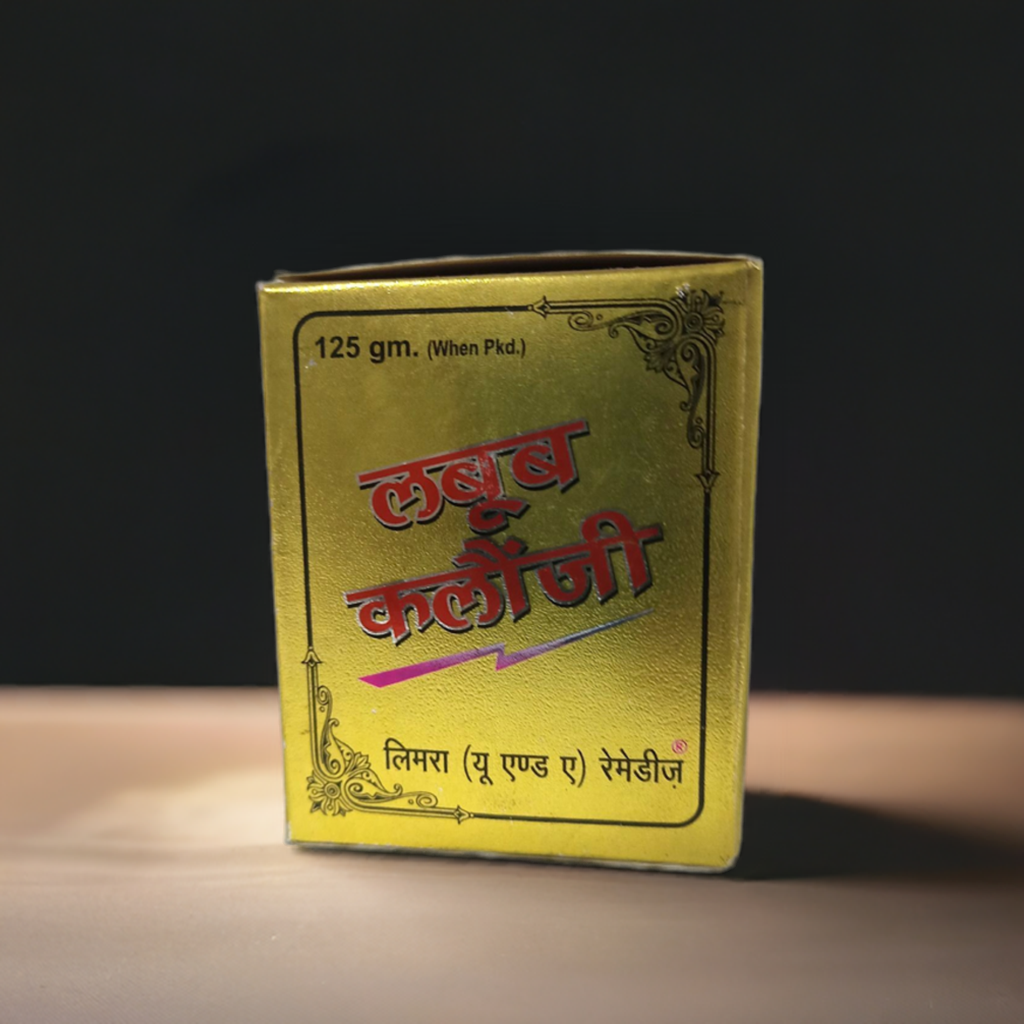 125 gm. (When Pkd.)
लबूब
कलौंजी
लिमरा (यू एण्ड ए) रेमेडीज़ ®